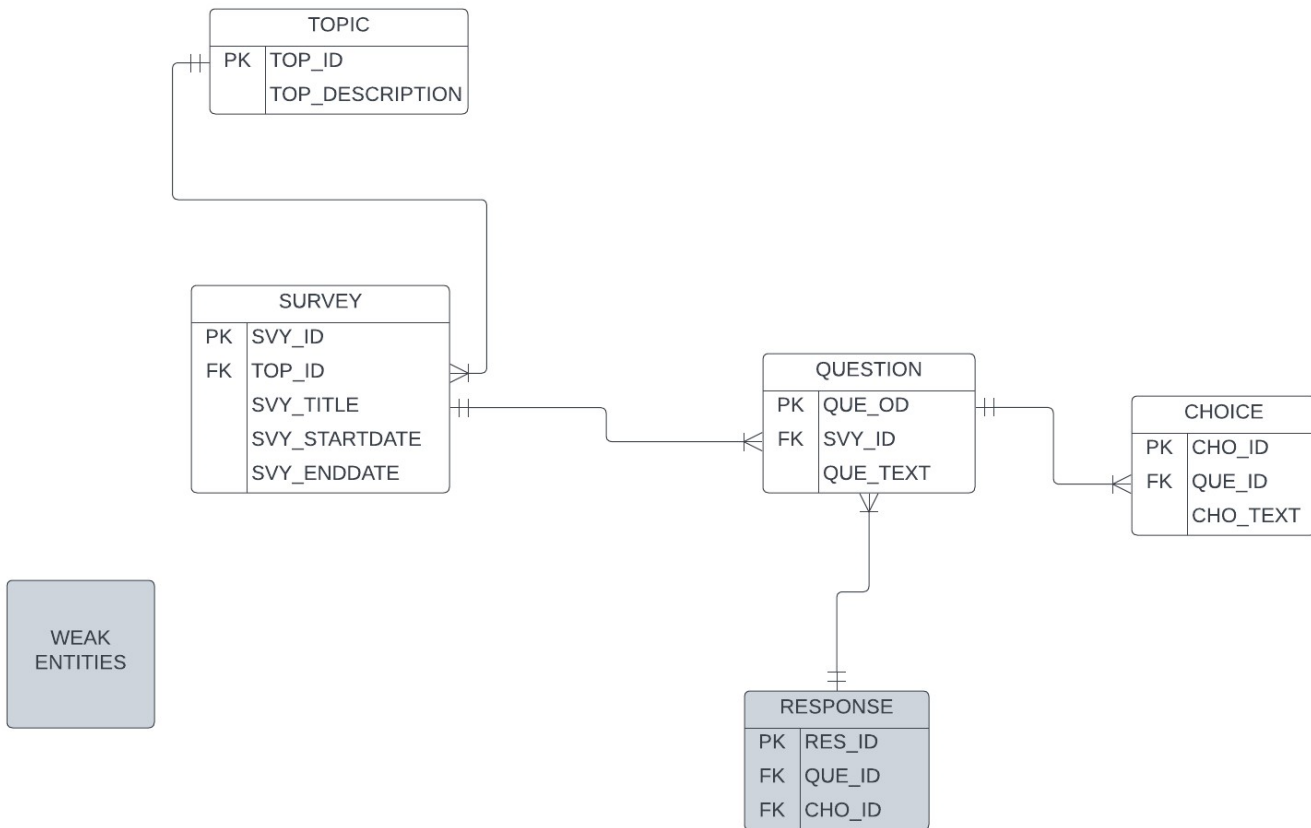 TOPIC
PK TOP_ID
TOP_DESCRIPTION
SURVEY
PK SVY_ID
FK TOP_ID
SVY_TITLE
SVY_STARTDATE
SVY_ENDDATE
QUESTION
PK QUE_OD
FK SVY_ID
QUE_TEXT
CHOICE
PK CHO_ID
FK QUE_ID
CHO_TEXT
WEAK
ENTITIES
RESPONSE
PK RES_ID
FK QUE_ID
FK CHO_ID